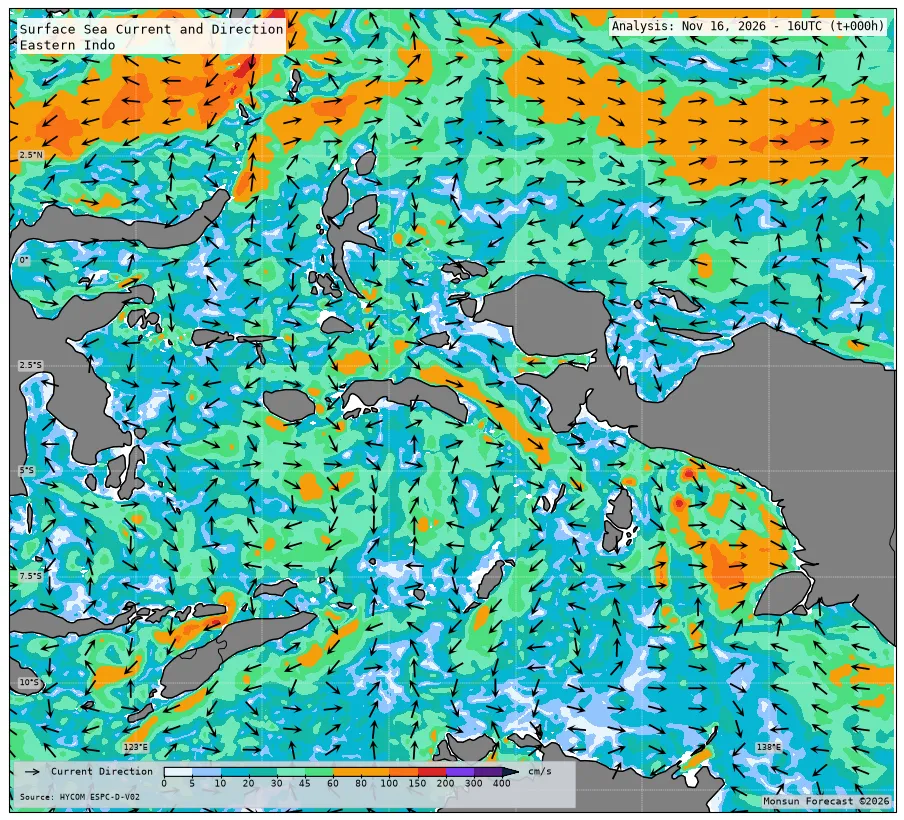 Surface Sea Current and Direction
Eastern Indo
Analysis: Nov 16, 2026 - 16UTC (t+000h)
2.5°N
0°
2.5°S
5°S
7.5°S
10°S
123°E
138°E
Current Direction
cm/s
0 5 10 20 30 45 60 80 100 150 200 300 400
Source: HYCOM ESPC-D-V02
Monsun Forecast ©2026